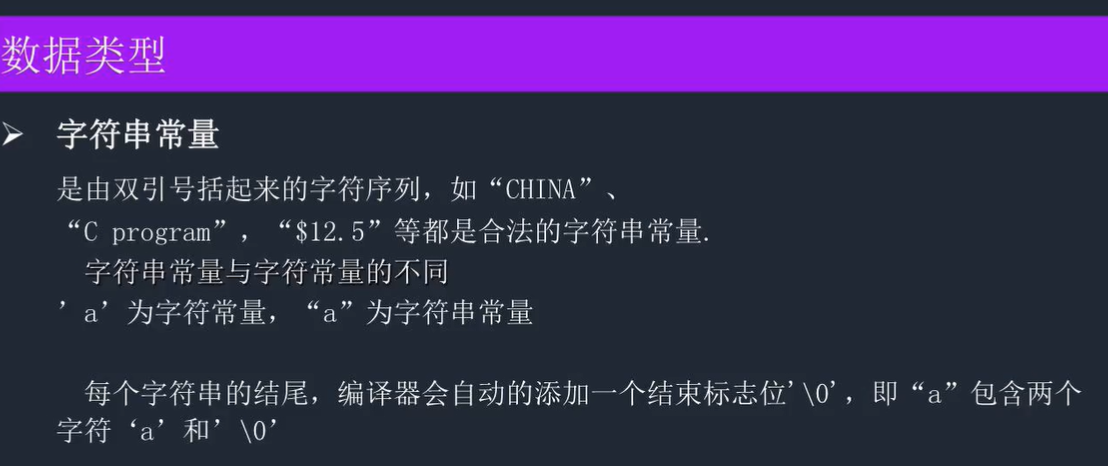 数据类型
字符串常量
是由双引号括起来的字符序列，如“CHINA”、
“C program”，“$12.5”等都是合法的字符串常量.
字符串常量与字符常量的不同
’a’为字符常量，“a”为字符串常量
每个字符串的结尾，编译器会自动的添加一个结束标志位'\0'，即“a”包含两个
字符‘a’和’\0’